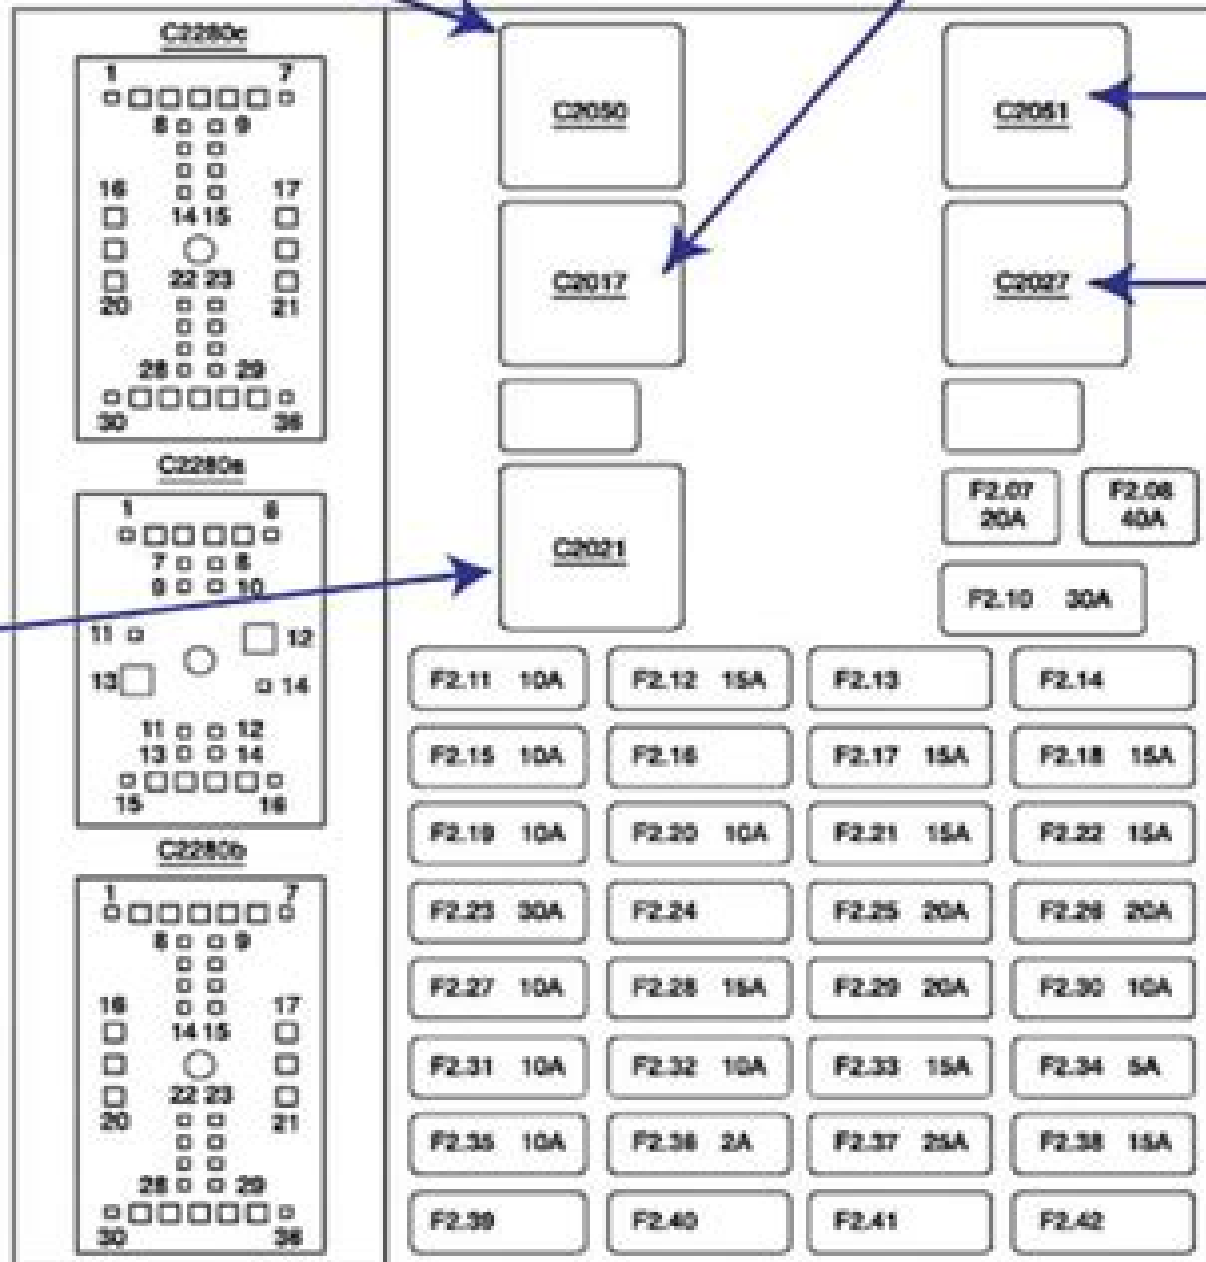 C2280c
1 7
8 9
16 17
14 15
22 23
20 21
28 29
30 36
C2280a
1 6
7 8
9 10
11 12
13 14
11 12
13 14
15 16
C2280b
1 7
8 9
16 17
14 15
22 23
20 21
28 29
30 36
C2050
C2051
C2017
C2027
F2.07
20A
F2.08
40A
C2021
F2.10 30A
F2.11 10A
F2.12 15A
F2.13
F2.14
F2.15 10A
F2.16
F2.17 15A
F2.18 15A
F2.19 10A
F2.20 10A
F2.21 15A
F2.22 15A
F2.23 30A
F2.24
F2.25 20A
F2.26 20A
F2.27 10A
F2.28 15A
F2.29 20A
F2.30 10A
F2.31 10A
F2.32 10A
F2.33 15A
F2.34 5A
F2.35 10A
F2.36 2A
F2.37 25A
F2.38 15A
F2.39
F2.40
F2.41
F2.42